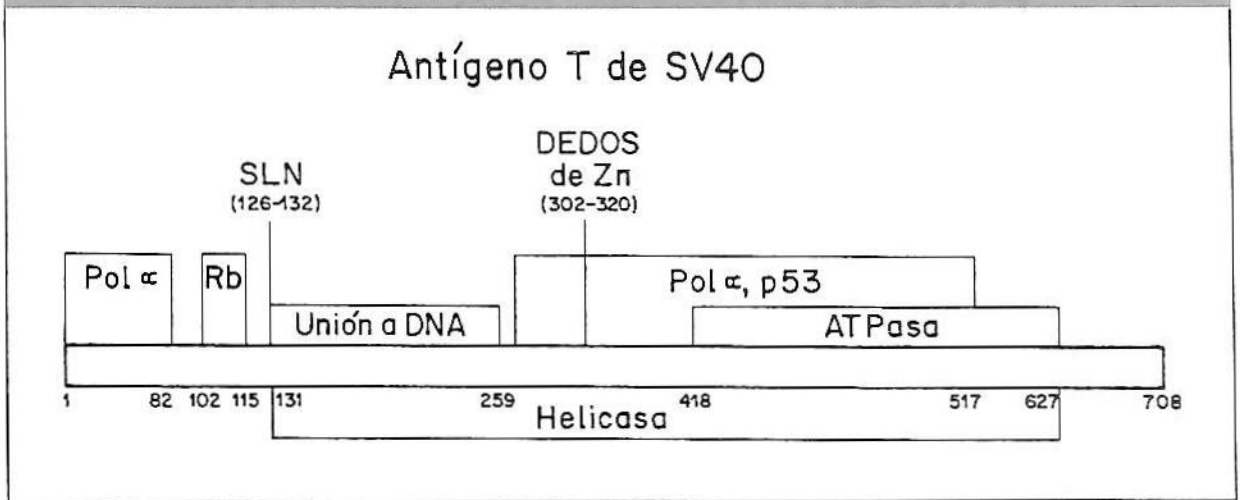 Antígeno T de SV40
SLN
(126-132)
DEDOS
de Zn
(302-320)
Pol α
Rb
Pol α, p53
Unión a DNA
ATPasa
1 82 102 115 131 259 418 517 627 708
Helicasa